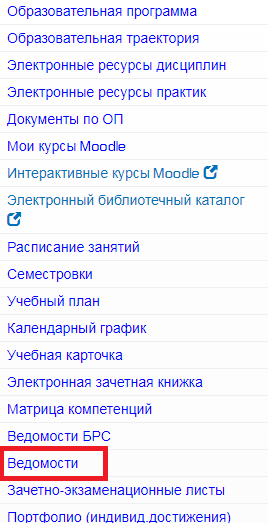 Образовательная программа
Образовательная траектория
Электронные ресурсы дисциплин
Электронные ресурсы практик
Документы по ОП
Мои курсы Moodle
Интерактивные курсы Moodle
Электронный библиотечный каталог
Расписание занятий
Семестровки
Учебный план
Календарный график
Учебная карточка
Электронная зачетная книжка
Матрица компетенций
Ведомости БРС
Ведомости
Зачетно-экзаменационные листы
Портфолио (индивид.достижения)